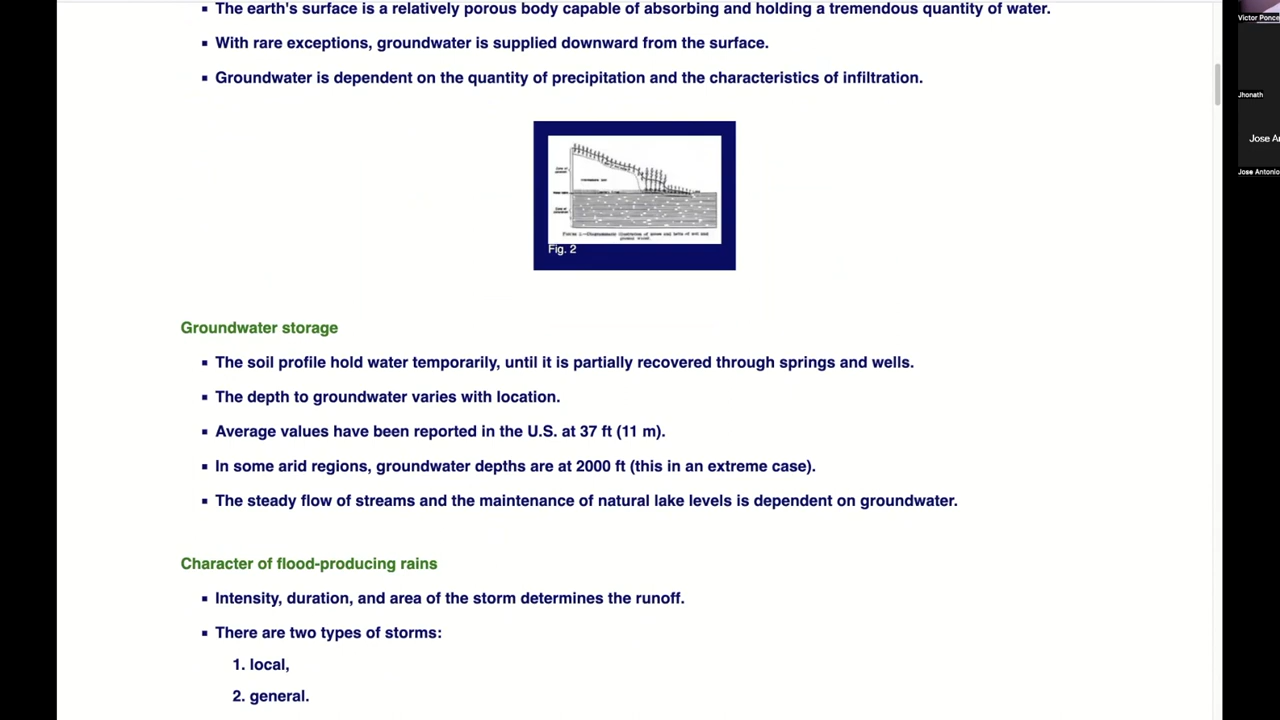 The earth's surface is a relatively porous body capable of absorbing and holding a tremendous quantity of water.
With rare exceptions, groundwater is supplied downward from the surface.
Groundwater is dependent on the quantity of precipitation and the characteristics of infiltration.
Fig. 2
Groundwater storage
The soil profile hold water temporarily, until it is partially recovered through springs and wells.
The depth to groundwater varies with location.
Average values have been reported in the U.S. at 37 ft (11 m).
In some arid regions, groundwater depths are at 2000 ft (this in an extreme case).
The steady flow of streams and the maintenance of natural lake levels is dependent on groundwater.
Character of flood-producing rains
Intensity, duration, and area of the storm determines the runoff.
There are two types of storms:
1. local,
2. general.
Victor Ponce
Jhonath
Jose An
Jose Antonio